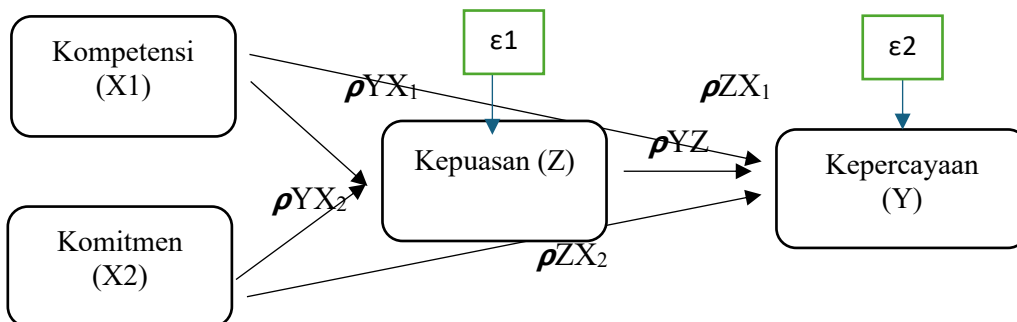 Kompetensi
(X1)
ε1
ε2
𝝆YX₁
𝝆ZX₁
Kepuasan (Z)
𝝆YZ
Kepercayaan
(Y)
𝝆YX₂
Komitmen
(X2)
𝝆ZX₂